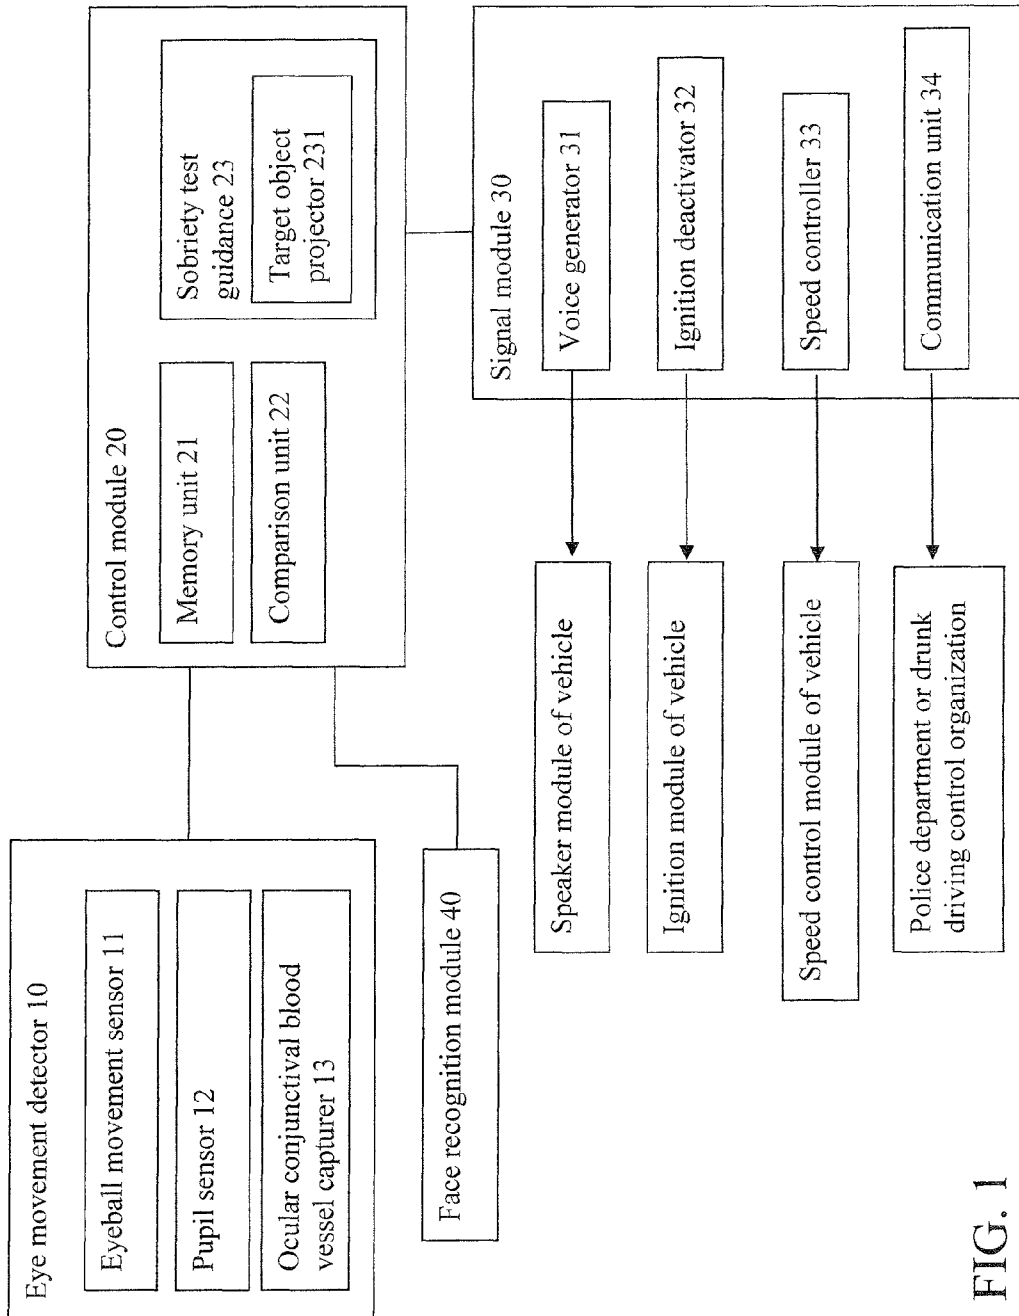 Eye movement detector 10
Eyeball movement sensor 11
Pupil sensor 12
Ocular conjunctival blood
vessel capturer 13
Face recognition module 40
Control module 20
Memory unit 21
Comparison unit 22
Sobriety test
guidance 23
Target object
projector 231
Signal module 30
Voice generator 31
Ignition deactivator 32
Speed controller 33
Communication unit 34
Speaker module of vehicle
Ignition module of vehicle
Speed control module of vehicle
Police department or drunk
driving control organization
FIG. 1